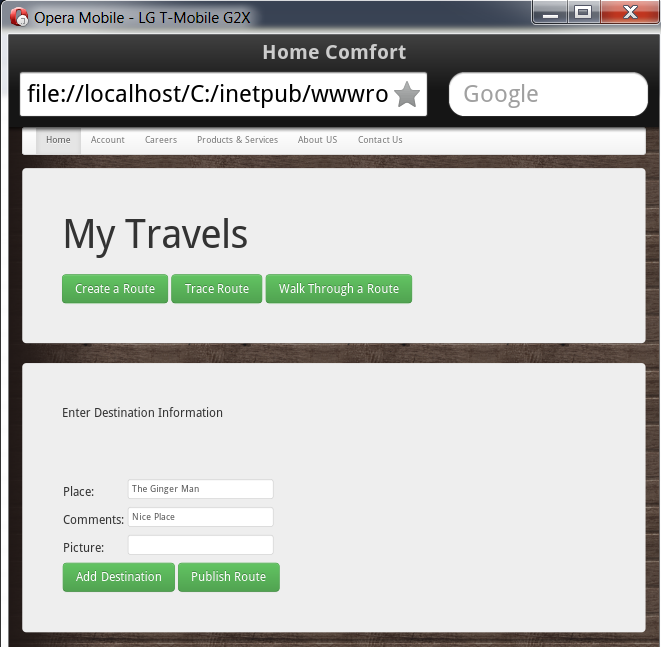 Opera Mobile - LG T-Mobile G2X
Home Comfort
file://localhost/C:/inetpub/wwwro Google
Home Account Careers Products & Services About US Contact Us
My Travels
Create a Route Trace Route Walk Through a Route
Enter Destination Information
Place: The Ginger Man
Comments: Nice Place
Picture:
Add Destination Publish Route